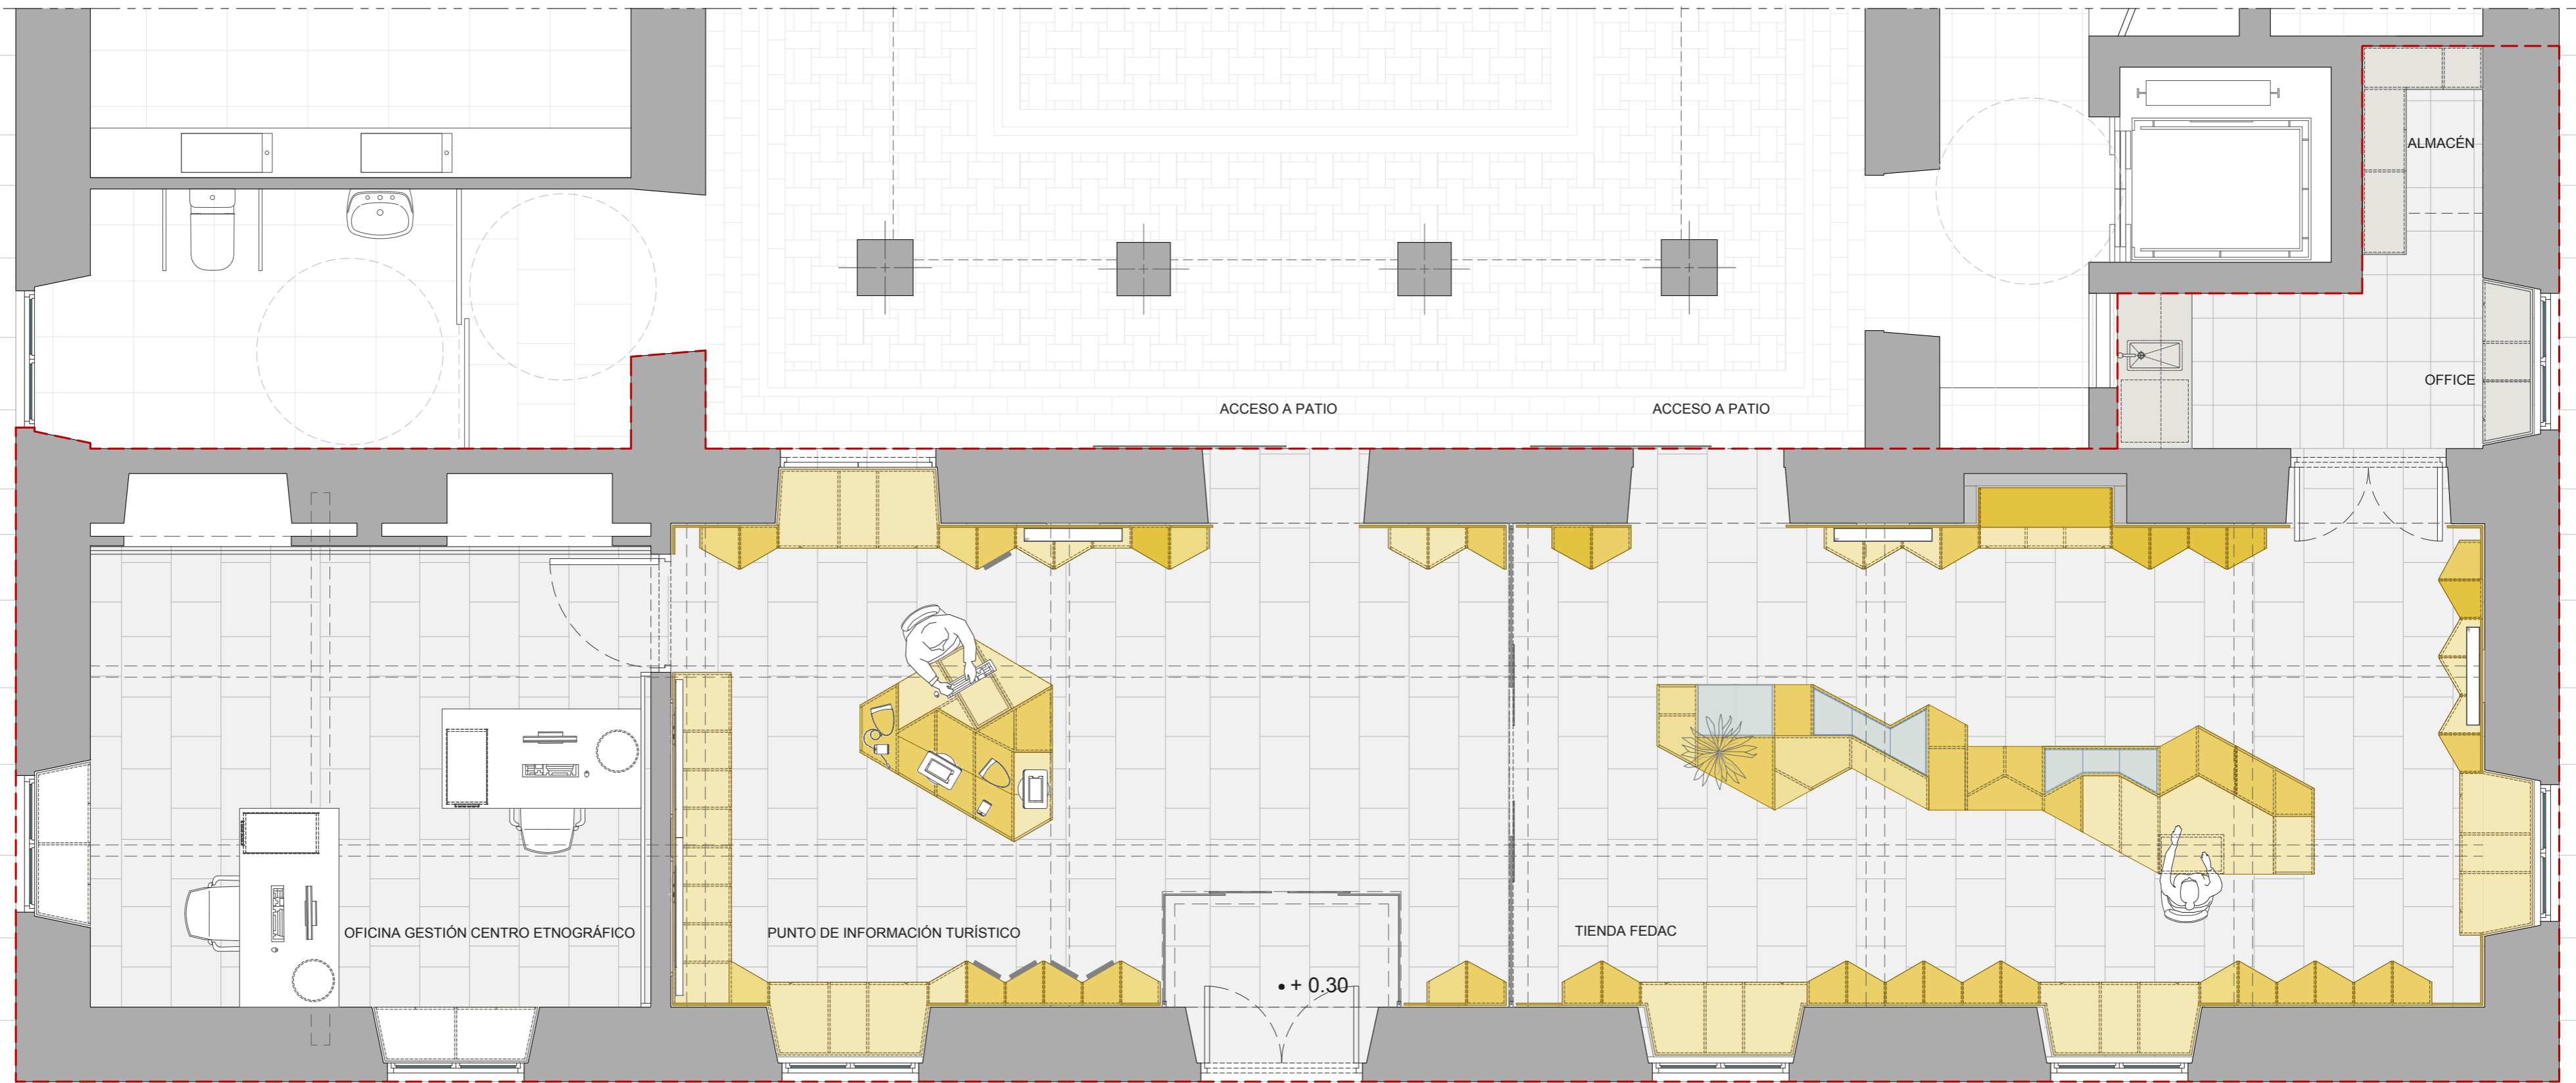 ALMACÉN
OFFICE
ACCESO A PATIO
ACCESO A PATIO
OFICINA GESTIÓN CENTRO ETNOGRÁFICO
PUNTO DE INFORMACIÓN TURÍSTICO
TIENDA FEDAC
+ 0.30